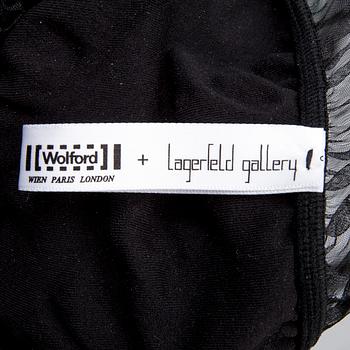 Wolford + Lagerfeld gallery
WIEN PARIS LONDON